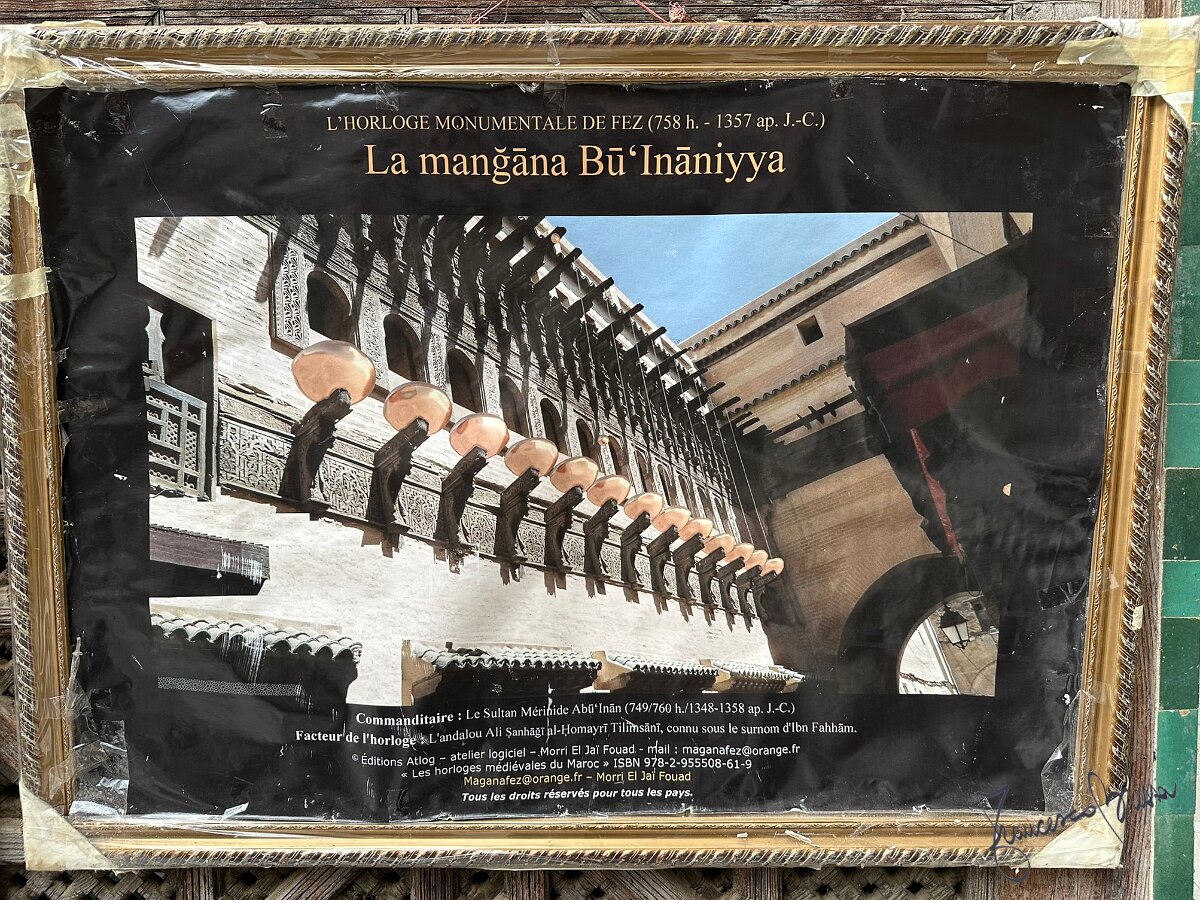 L'HORLOGE MONUMENTALE DE FEZ (758 h. - 1357 ap. J.-C.)
La manğāna Bū‘Ināniyya
Commanditaire : Le Sultan Mérinide Abū‘Inān (749/760 h./1348-1358 ap. J.-C.)
Facteur de l'horloge : L'andalou Ali Ṣanhāğī al-Ḥomayrī Tilimsānī, connu sous le surnom d'Ibn Fahhām.
© Éditions Atlog – atelier logiciel – Morri El Jaï Fouad - mail : maganafez@orange.fr
« Les horloges médiévales du Maroc » ISBN 978-2-955508-61-9
Maganafez@orange.fr – Morri El Jaï Fouad
Tous les droits réservés pour tous les pays.
Francesco